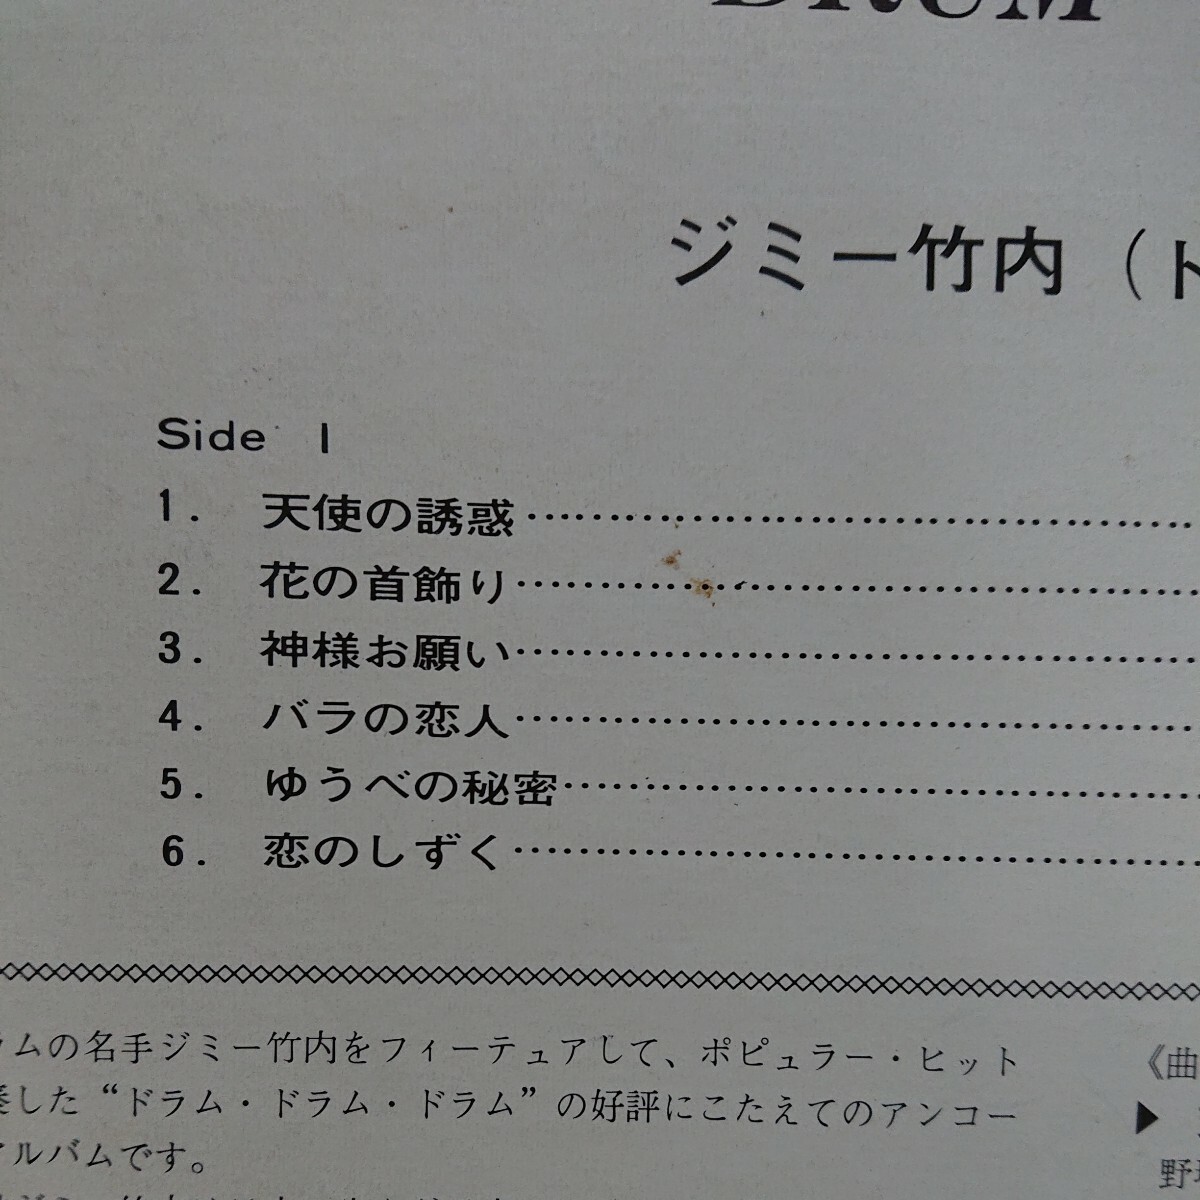 DRUM
ジミー竹内（ド
Side 1
1. 天使の誘惑
2. 花の首飾り
3. 神様お願い
4. バラの恋人
5. ゆうべの秘密
6. 恋のしずく
ラムの名手ジミー竹内をフィーテュアして、ポピュラー・ヒット
《曲
奏した“ドラム・ドラム・ドラム”の好評にこたえてのアンコー
▶
アルバムです。
野